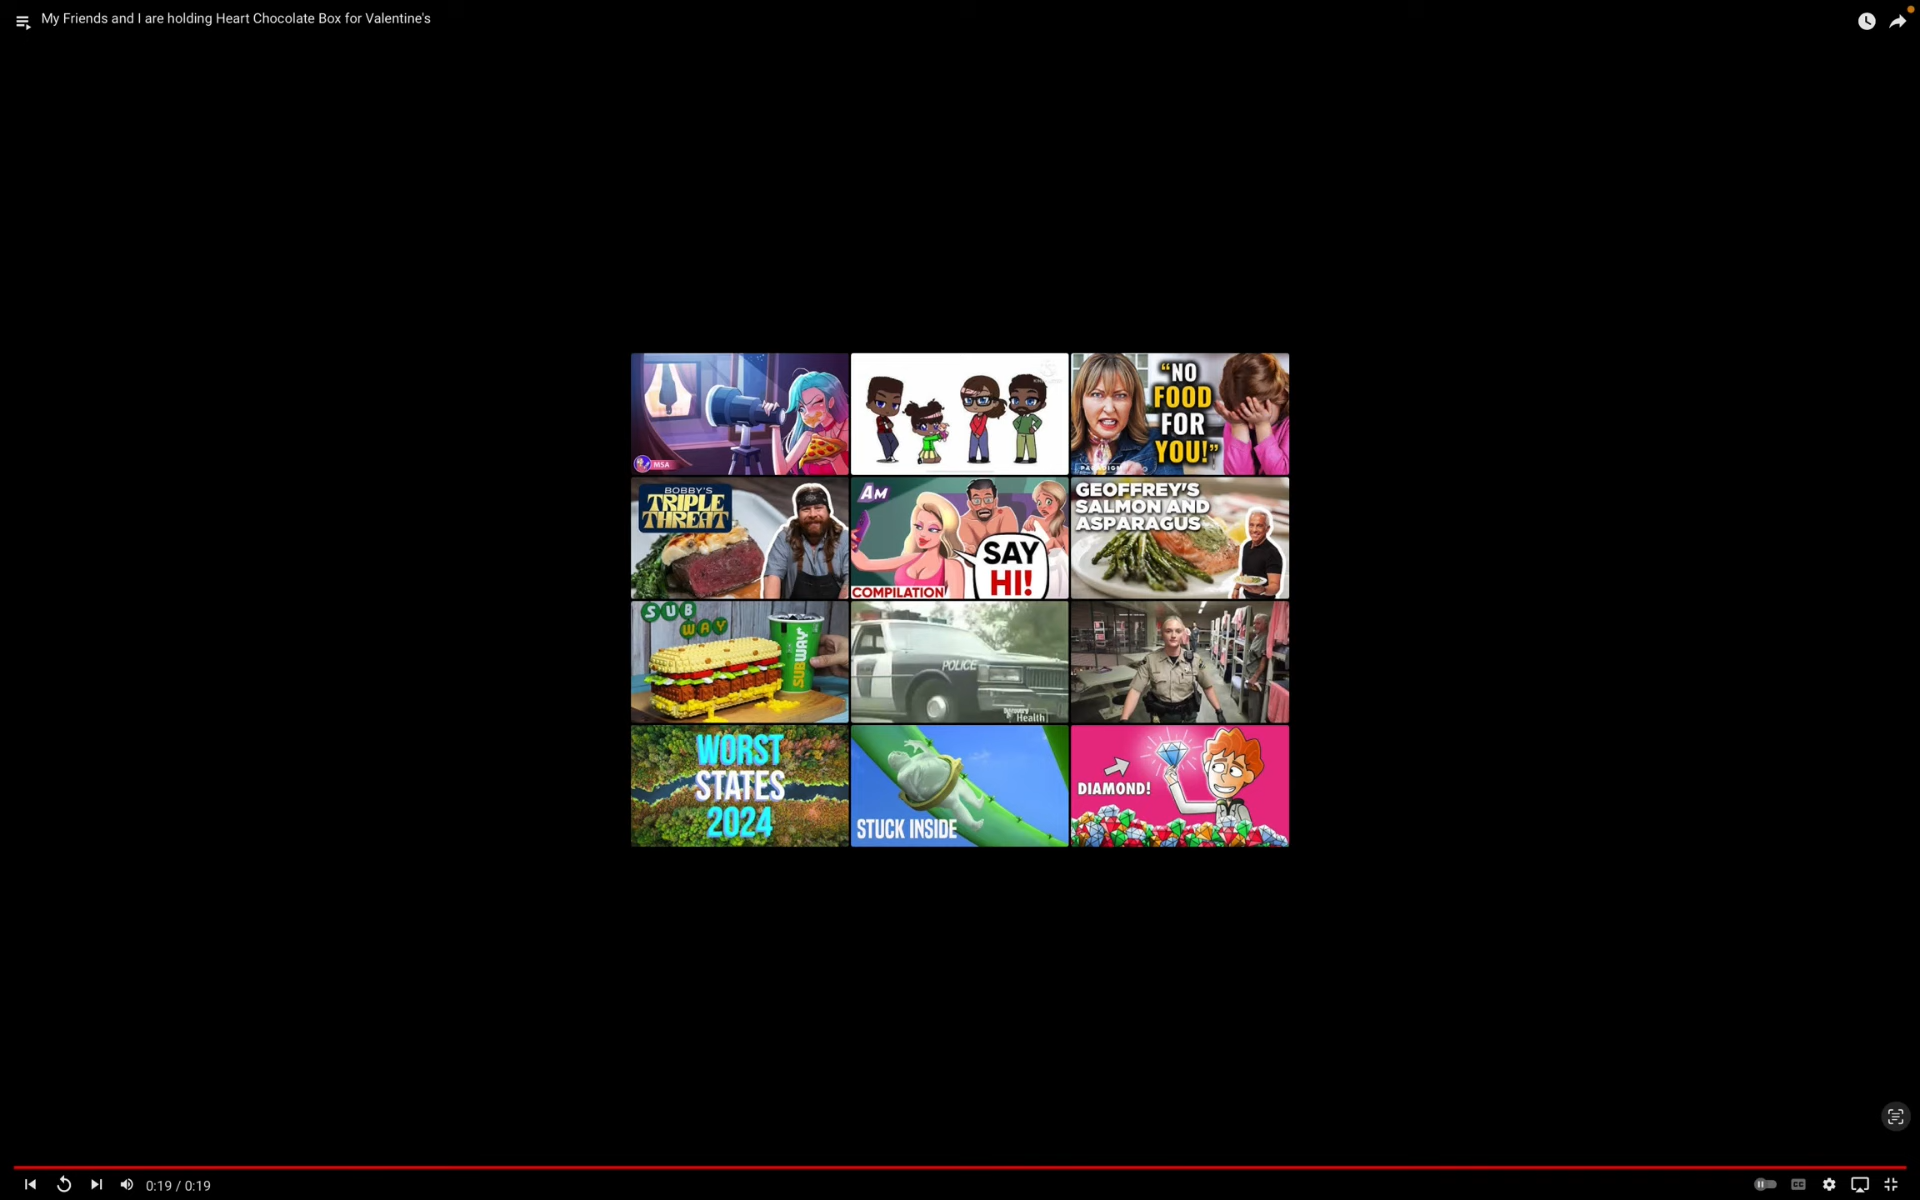 My Friends and I are holding Heart Chocolate Box for Valentine's
MSA
"NO
FOOD
FOR
YOU!"
BOBBY'S
TRIPLE
THREAT
AM
SAY
HI!
COMPILATION
GEOFFREY'S
SALMON AND
ASPARAGUS
SUB
WAY
SUBWAY
POLICE
Discovery
Health
WORST
STATES
2024
STUCK INSIDE
DIAMOND!
CC
0:19 / 0:19